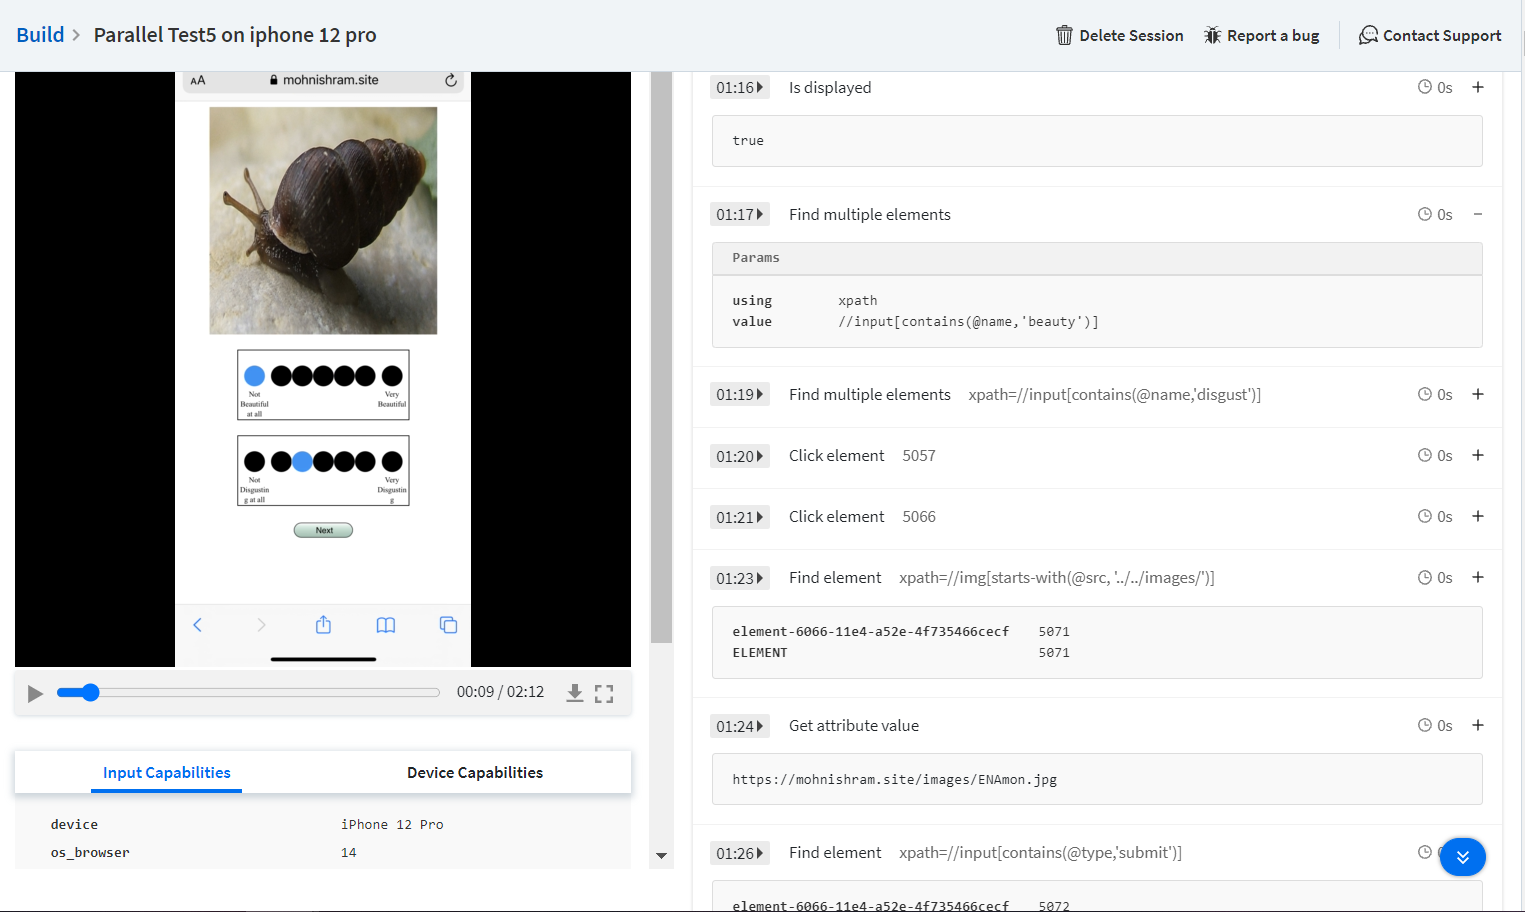 Build > Parallel Test5 on iphone 12 pro
Delete Session
Report a bug
Contact Support
AA mohnishram.site
Not
Beautiful
at all
Very
Beautiful
Not
Disgustin
g at all
Very
Disgustin
g
Next
00:09 / 02:12
Input Capabilities
Device Capabilities
device iPhone 12 Pro
os_browser 14
01:16 Is displayed 0s +
true
01:17 Find multiple elements 0s −
Params
using xpath
value //input[contains(@name,'beauty')]
01:19 Find multiple elements xpath=//input[contains(@name,'disgust')] 0s +
01:20 Click element 5057 0s +
01:21 Click element 5066 0s +
01:23 Find element xpath=//img[starts-with(@src, '../../images/')] 0s +
element-6066-11e4-a52e-4f735466cecf 5071
ELEMENT 5071
01:24 Get attribute value 0s +
https://mohnishram.site/images/ENAmon.jpg
01:26 Find element xpath=//input[contains(@type,'submit')]
element-6066-11e4-a52e-4f735466cecf 5072